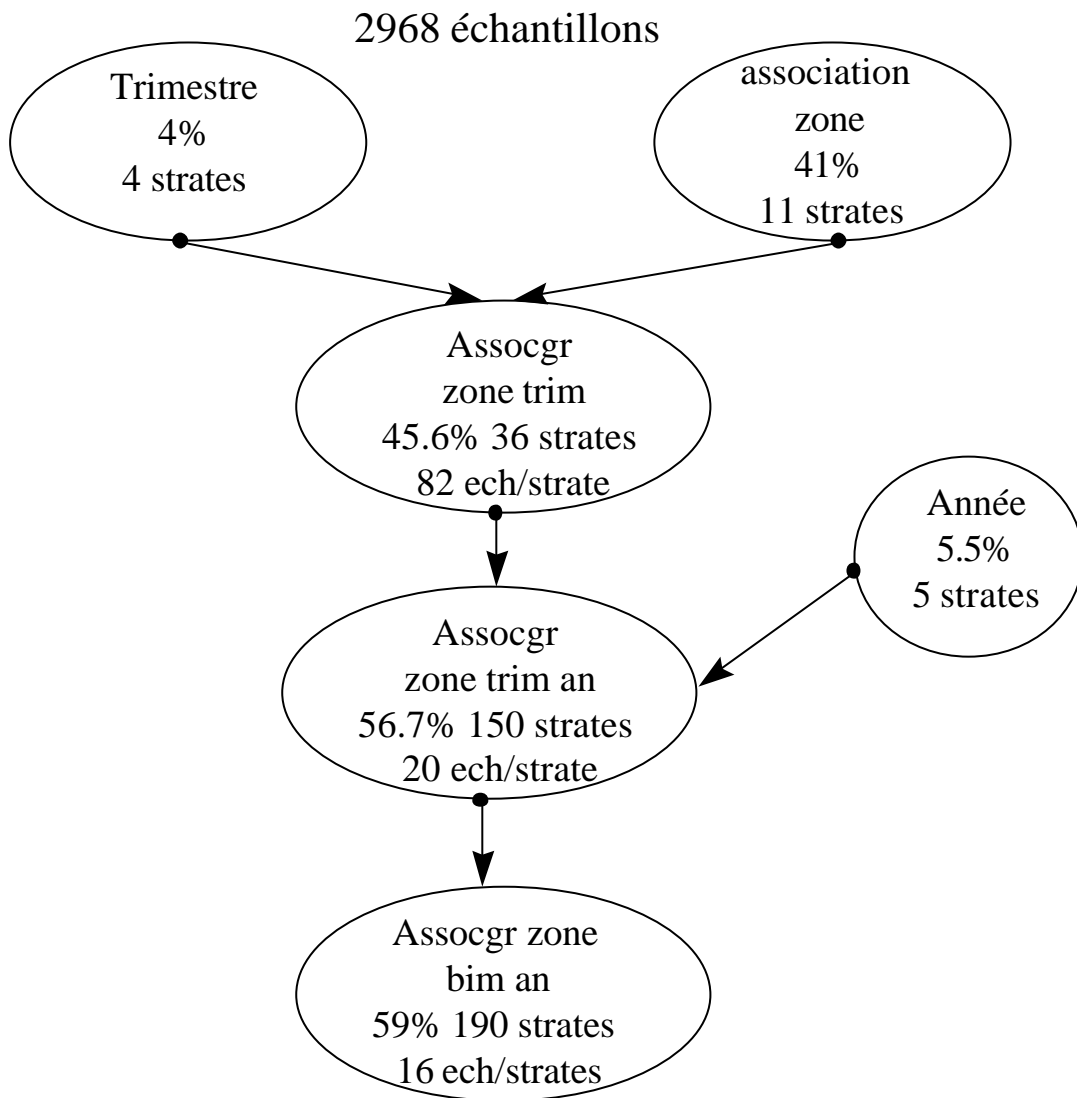 2968 échantillons
Trimestre
4%
4 strates
association
zone
41%
11 strates
Assocgr
zone trim
45.6% 36 strates
82 ech/strate
Année
5.5%
5 strates
Assocgr
zone trim an
56.7% 150 strates
20 ech/strate
Assocgr zone
bim an
59% 190 strates
16 ech/strates